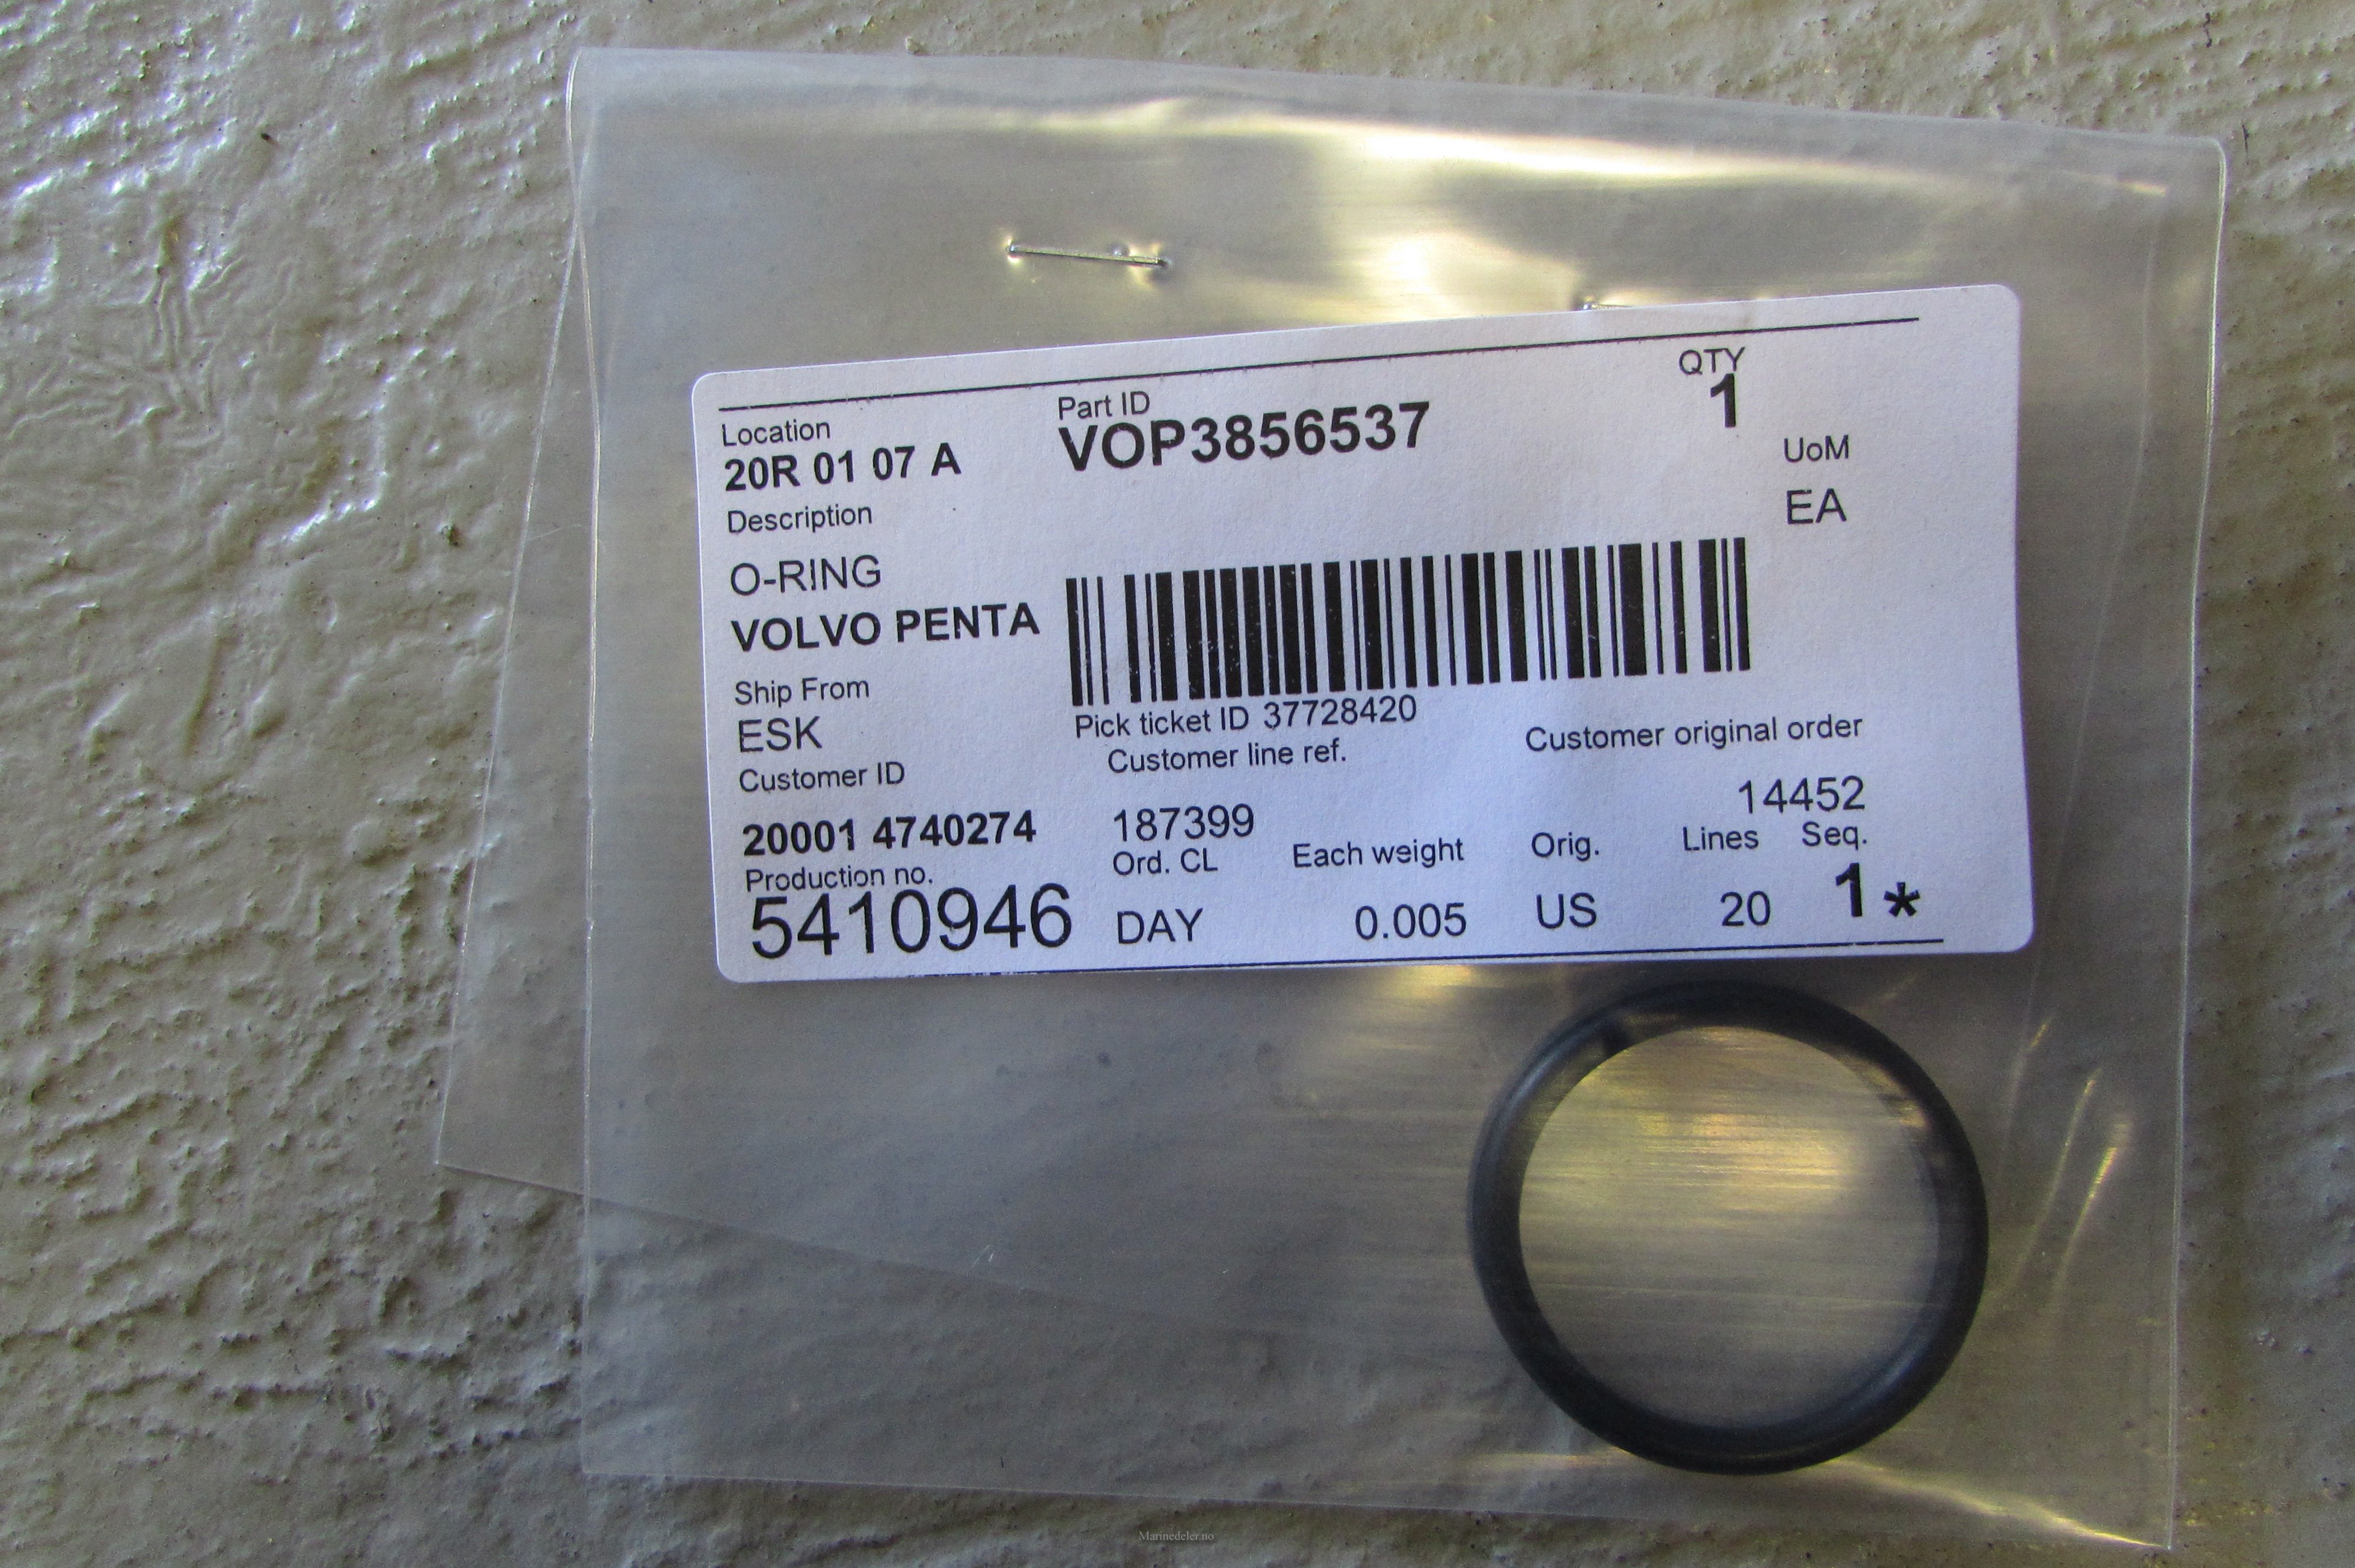 Location
Part ID
QTY
20R 01 07 A
VOP3856537
1
Description
UoM
O-RING
EA
VOLVO PENTA
Ship From
ESK
Pick ticket ID 37728420
Customer ID
Customer line ref.
Customer original order
20001 4740274
187399
14452
Production no.
Ord. CL
Each weight
Orig.
Lines
Seq.
5410946
DAY
0.005
US
20
1*
Marinedeler.no